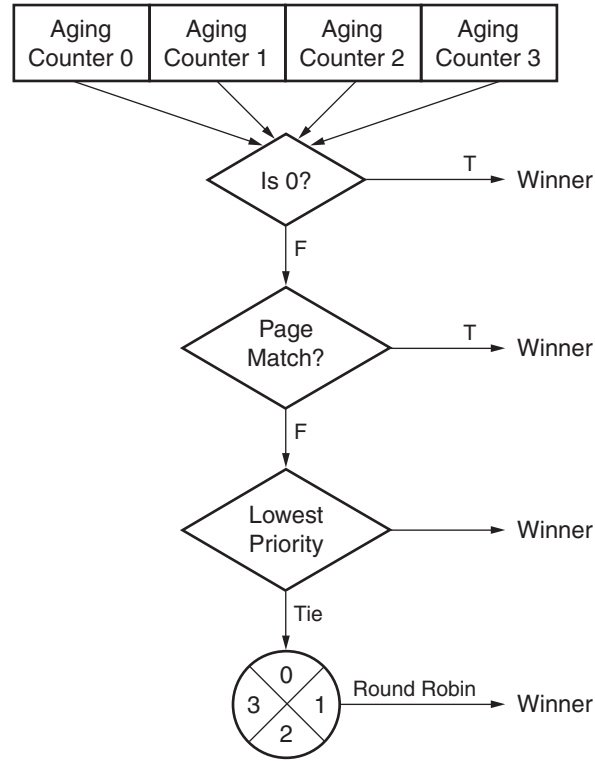 Aging
Counter 0
Aging
Counter 1
Aging
Counter 2
Aging
Counter 3
Is 0?
T
Winner
F
Page
Match?
T
Winner
F
Lowest
Priority
Winner
Tie
0
3
1
2
Round Robin
Winner